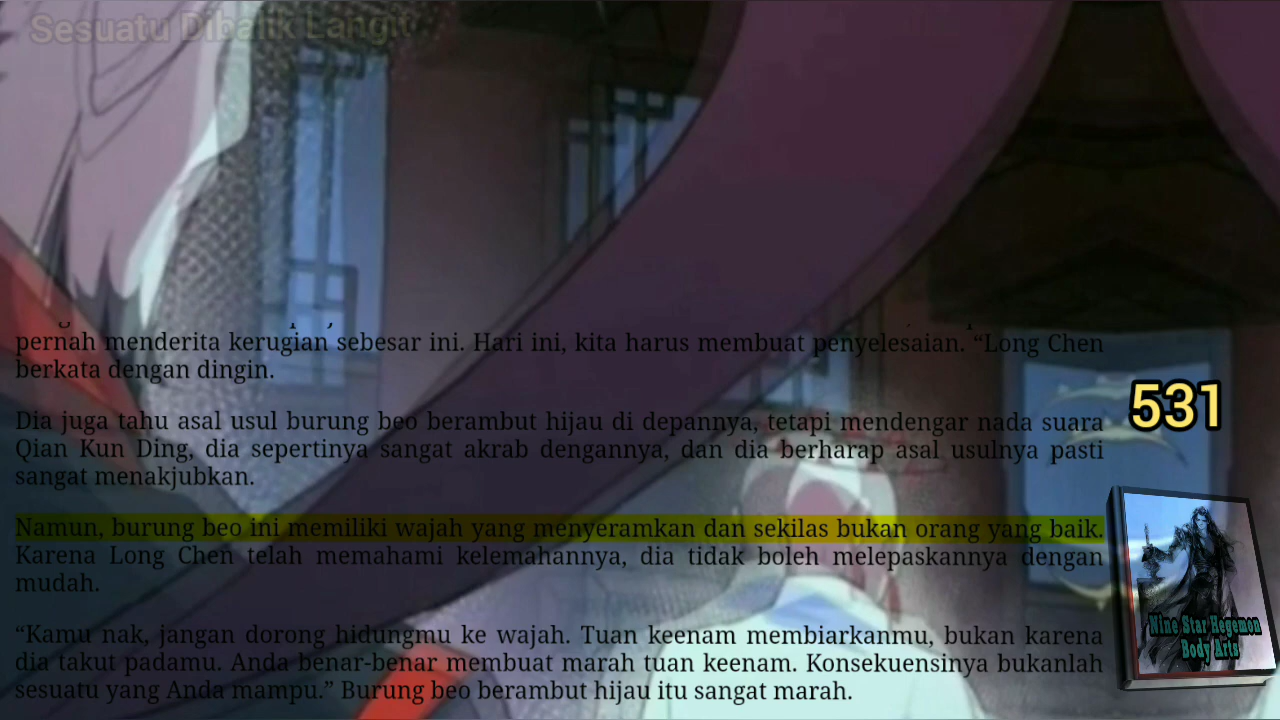 Sesuatu Dibalik Langit
pernah menderita kerugian sebesar ini. Hari ini, kita harus membuat penyelesaian. “Long Chen
berkata dengan dingin.
Dia juga tahu asal usul burung beo berambut hijau di depannya, tetapi mendengar nada suara
Qian Kun Ding, dia sepertinya sangat akrab dengannya, dan dia berharap asal usulnya pasti
sangat menakjubkan.
Namun, burung beo ini memiliki wajah yang menyeramkan dan sekilas bukan orang yang baik.
Karena Long Chen telah memahami kelemahannya, dia tidak boleh melepaskannya dengan
mudah.
“Kamu nak, jangan dorong hidungmu ke wajah. Tuan keenam membiarkanmu, bukan karena
dia takut padamu. Anda benar-benar membuat marah tuan keenam. Konsekuensinya bukanlah
sesuatu yang Anda mampu.” Burung beo berambut hijau itu sangat marah.
531
Nine Star Hegemon
Body Arts